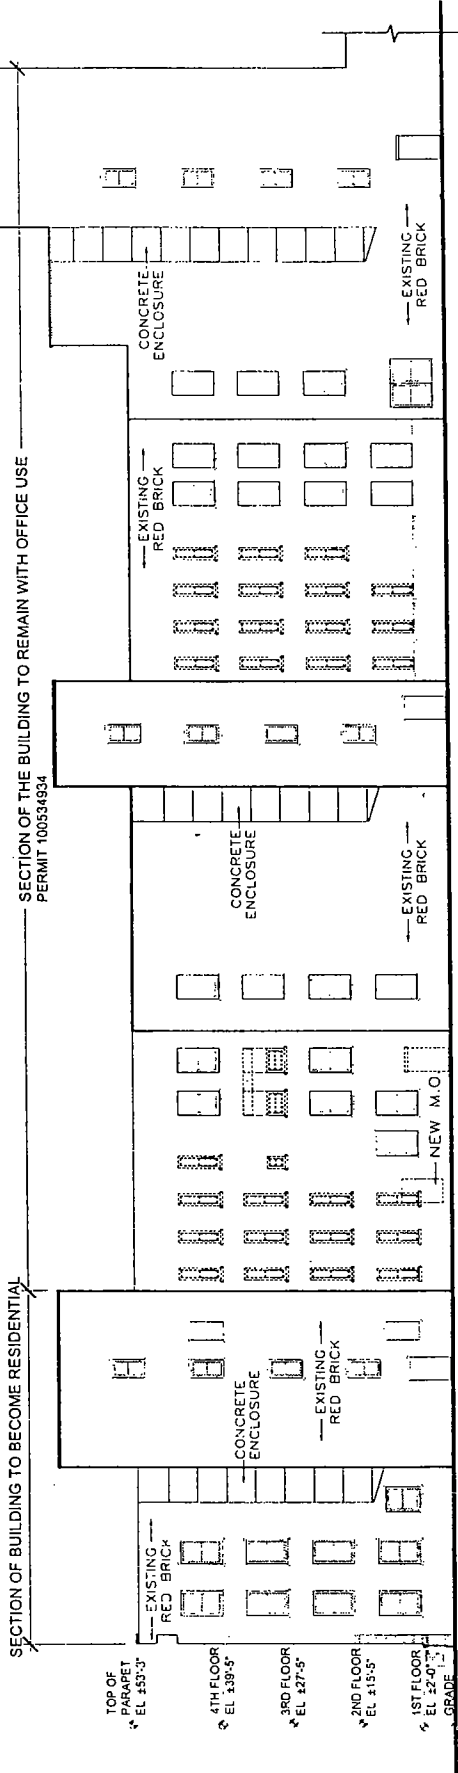 SECTION OF BUILDING TO BECOME RESIDENTIAL
SECTION OF THE BUILDING TO REMAIN WITH OFFICE USE
PERMIT 100534934
TOP OF
PARAPET
EL ±53'-3"
4TH FLOOR
EL ±39'-5"
3RD FLOOR
EL ±27'-5"
2ND FLOOR
EL ±15'-5"
1ST FLOOR
EL ±2'-0"
GRADE
EXISTING
RED BRICK
CONCRETE
ENCLOSURE
EXISTING
RED BRICK
NEW M.O
CONCRETE
ENCLOSURE
EXISTING
RED BRICK
EXISTING
RED BRICK
CONCRETE
ENCLOSURE
EXISTING
RED BRICK